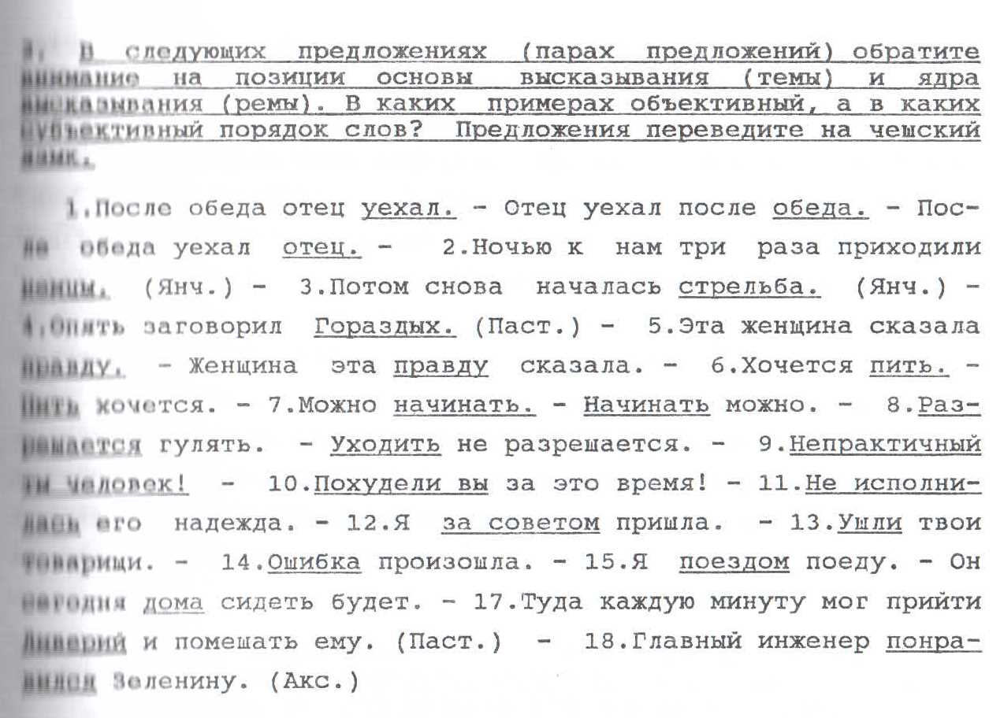 В следующих предложениях (парах предложений) обратите
внимание на позиции основы высказывания (темы) и ядра
высказывания (ремы). В каких примерах объективный, а в каких
субъективный порядок слов? Предложения переведите на чешский
язык.
1.После обеда отец уехал. - Отец уехал после обеда. - Пос-
ле обеда уехал отец. - 2.Ночью к нам три раза приходили
немцы. (Янч.) - 3.Потом снова началась стрельба. (Янч.) -
4.Опять заговорил Гораздых. (Паст.) - 5.Эта женщина сказала
правду. - Женщина эта правду сказала. - 6.Хочется пить. -
Пить хочется. - 7.Можно начинать. - Начинать можно. - 8.Раз-
решается гулять. - Уходить не разрешается. - 9.Непрактичный
ты человек! - 10.Похудели вы за это время! - 11.Не исполни-
лась его надежда. - 12.Я за советом пришла. - 13.Ушли твои
товарищи. - 14.Ошибка произошла. - 15.Я поездом поеду. - Он
сегодня дома сидеть будет. - 17.Туда каждую минуту мог прийти
Ливерий и помешать ему. (Паст.) - 18.Главный инженер понра-
вился Зеленину. (Акс.)